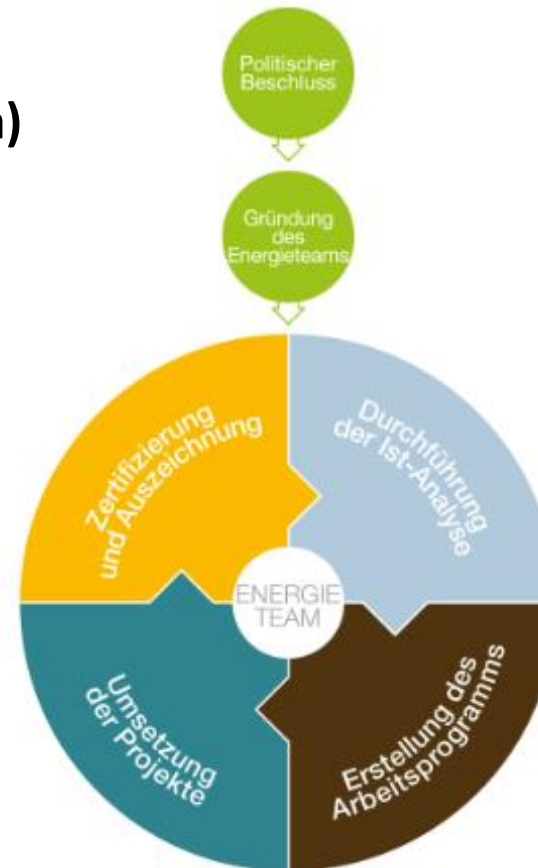 Politischer
Beschluss
)
Gründung
des
Energieteams
Zertifizierung
und Auszeichnung
Durchführung
der Ist-Analyse
ENERGIE
TEAM
Umsetzung
der Projekte
Erstellung des
Arbeitsprogramms